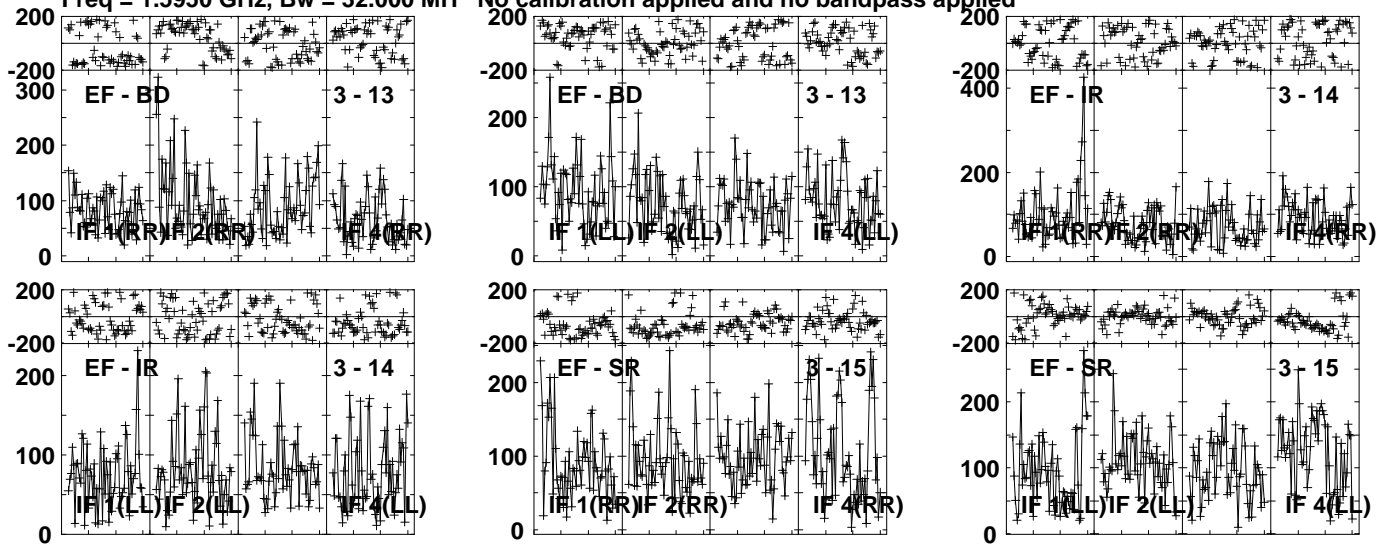 Freq = 1.5950 GHz, Bw = 32.000 MH No calibration applied and no bandpass applied
200
-200
300
200
100
0
EF - BD
3 - 13
IF 1(RR)
IF 2(RR)
IF 4(RR)
200
-200
200
100
0
EF - BD
3 - 13
IF 1(LL)
IF 2(LL)
IF 4(LL)
200
-200
400
200
0
EF - IR
3 - 14
IF 1(RR)
IF 2(RR)
IF 4(RR)
200
-200
200
100
0
EF - IR
3 - 14
IF 1(LL)
IF 2(LL)
IF 4(LL)
200
-200
200
100
0
EF - SR
3 - 15
IF 1(RR)
IF 2(RR)
IF 4(RR)
200
-200
200
100
0
EF - SR
3 - 15
IF 1(LL)
IF 2(LL)
IF 4(LL)